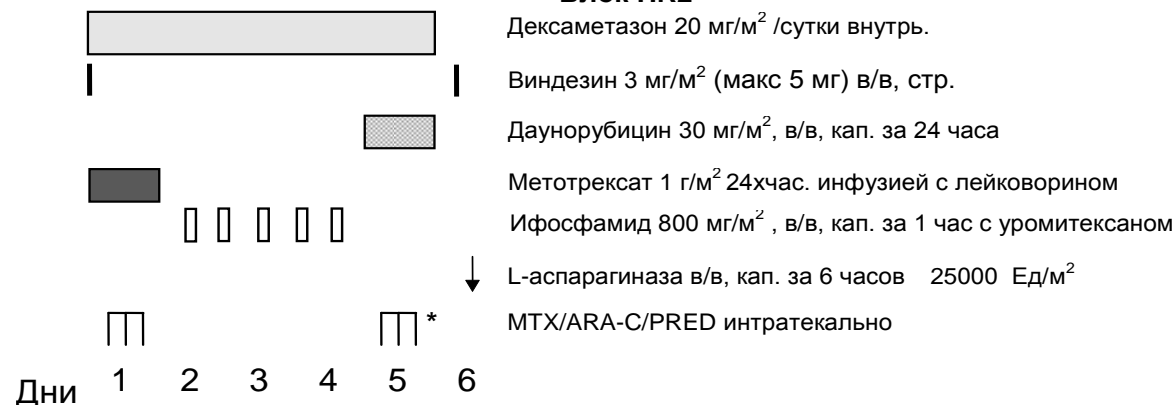 Дексаметазон 20 мг/м² /сутки внутрь.
Виндезин 3 мг/м² (макс 5 мг) в/в, стр.
Даунорубицин 30 мг/м², в/в, кап. за 24 часа
Метотрексат 1 г/м² 24хчас. инфузией с лейковорином
Ифосфамид 800 мг/м² , в/в, кап. за 1 час с уромитексаном
L-аспарагиназа в/в, кап. за 6 часов 25000 Ед/м²
* MTX/ARA-C/PRED интратекально
Дни 1 2 3 4 5 6